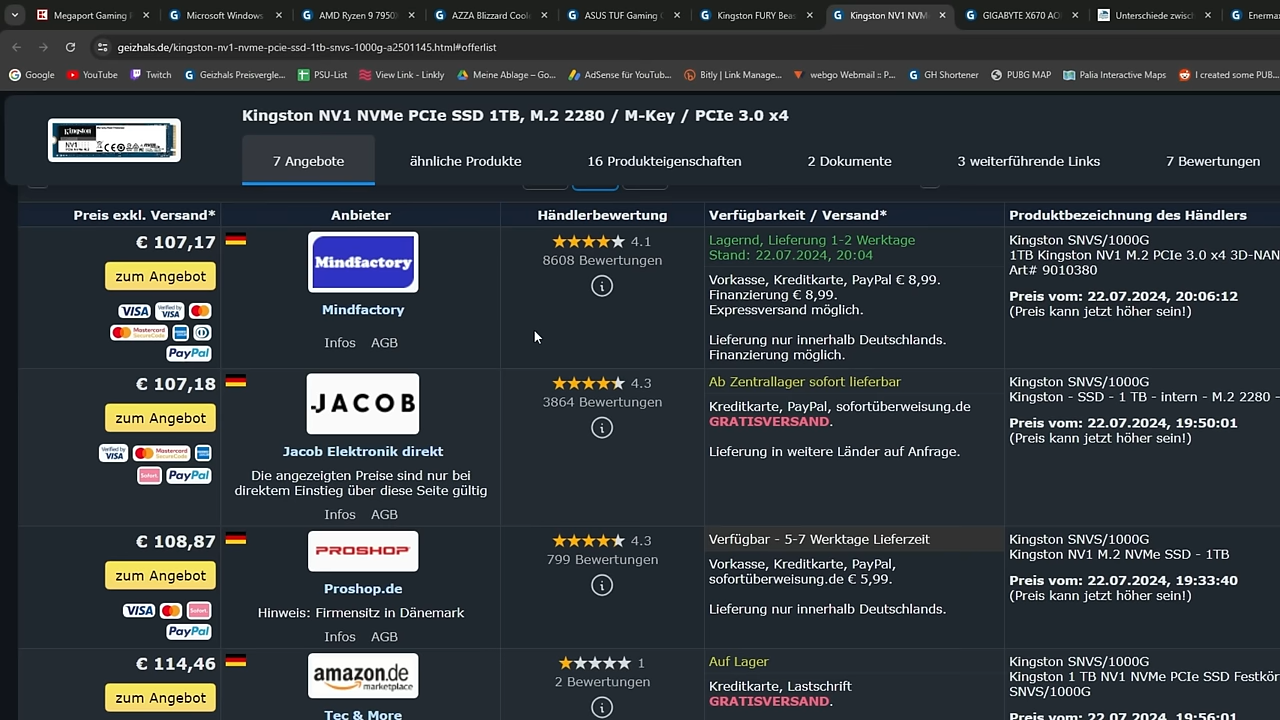 Megaport Gaming
Microsoft Windows
AMD Ryzen 9 7950
AZZA Blizzard Cool
ASUS TUF Gaming
Kingston FURY Bea
Kingston NV1 NVM
GIGABYTE X670 AO
Unterschiede zwisc
Enerma
geizhals.de/kingston-nv1-nvme-pcie-ssd-1tb-snvs-1000g-a2501145.html#offerlist
Google
YouTube
Twitch
Geizhals Preisvergle...
PSU-List
View Link - Linkly
Meine Ablage – Go...
AdSense für YouTub...
Bitly | Link Manage...
webgo Webmail :: P...
GH Shortener
PUBG MAP
Palia Interactive Maps
I created some PUB...
Kingston NV1 NVMe PCIe SSD 1TB, M.2 2280 / M-Key / PCIe 3.0 x4
7 Angebote
ähnliche Produkte
16 Produkteigenschaften
2 Dokumente
3 weiterführende Links
7 Bewertungen
Preis exkl. Versand*
Anbieter
Händlerbewertung
Verfügbarkeit / Versand*
Produktbezeichnung des Händlers
€ 107,17
zum Angebot
VISA
PayPal
Mindfactory
Mindfactory
Infos AGB
4.1
8608 Bewertungen
Lagernd, Lieferung 1-2 Werktage
Stand: 22.07.2024, 20:04
Vorkasse, Kreditkarte, PayPal € 8,99.
Finanzierung € 8,99.
Expressversand möglich.
Lieferung nur innerhalb Deutschlands.
Finanzierung möglich.
Kingston SNVS/1000G
1TB Kingston NV1 M.2 PCIe 3.0 x4 3D-NAN
Art# 9010380
Preis vom: 22.07.2024, 20:06:12
(Preis kann jetzt höher sein!)
€ 107,18
zum Angebot
PayPal
JACOB
Jacob Elektronik direkt
Die angezeigten Preise sind nur bei
direktem Einstieg über diese Seite gültig
Infos AGB
4.3
3864 Bewertungen
Ab Zentrallager sofort lieferbar
Kreditkarte, PayPal, sofortüberweisung.de
GRATISVERSAND.
Lieferung in weitere Länder auf Anfrage.
Kingston SNVS/1000G
Kingston - SSD - 1 TB - intern - M.2 2280 -
Preis vom: 22.07.2024, 19:50:01
(Preis kann jetzt höher sein!)
€ 108,87
zum Angebot
VISA
PayPal
PROSHOP
Proshop.de
Hinweis: Firmensitz in Dänemark
Infos AGB
4.3
799 Bewertungen
Verfügbar - 5-7 Werktage Lieferzeit
Vorkasse, Kreditkarte, PayPal,
sofortüberweisung.de € 5,99.
Lieferung nur innerhalb Deutschlands.
Kingston SNVS/1000G
Kingston NV1 M.2 NVMe SSD - 1TB
Preis vom: 22.07.2024, 19:33:40
(Preis kann jetzt höher sein!)
€ 114,46
zum Angebot
amazon.de
marketplace
Tec & More
1
2 Bewertungen
Auf Lager
Kreditkarte, Lastschrift
GRATISVERSAND.
Kingston SNVS/1000G
Kingston 1 TB NV1 NVMe PCIe SSD Festkör
SNVS/1000G
Preis vom: 22.07.2024, 19:56:01